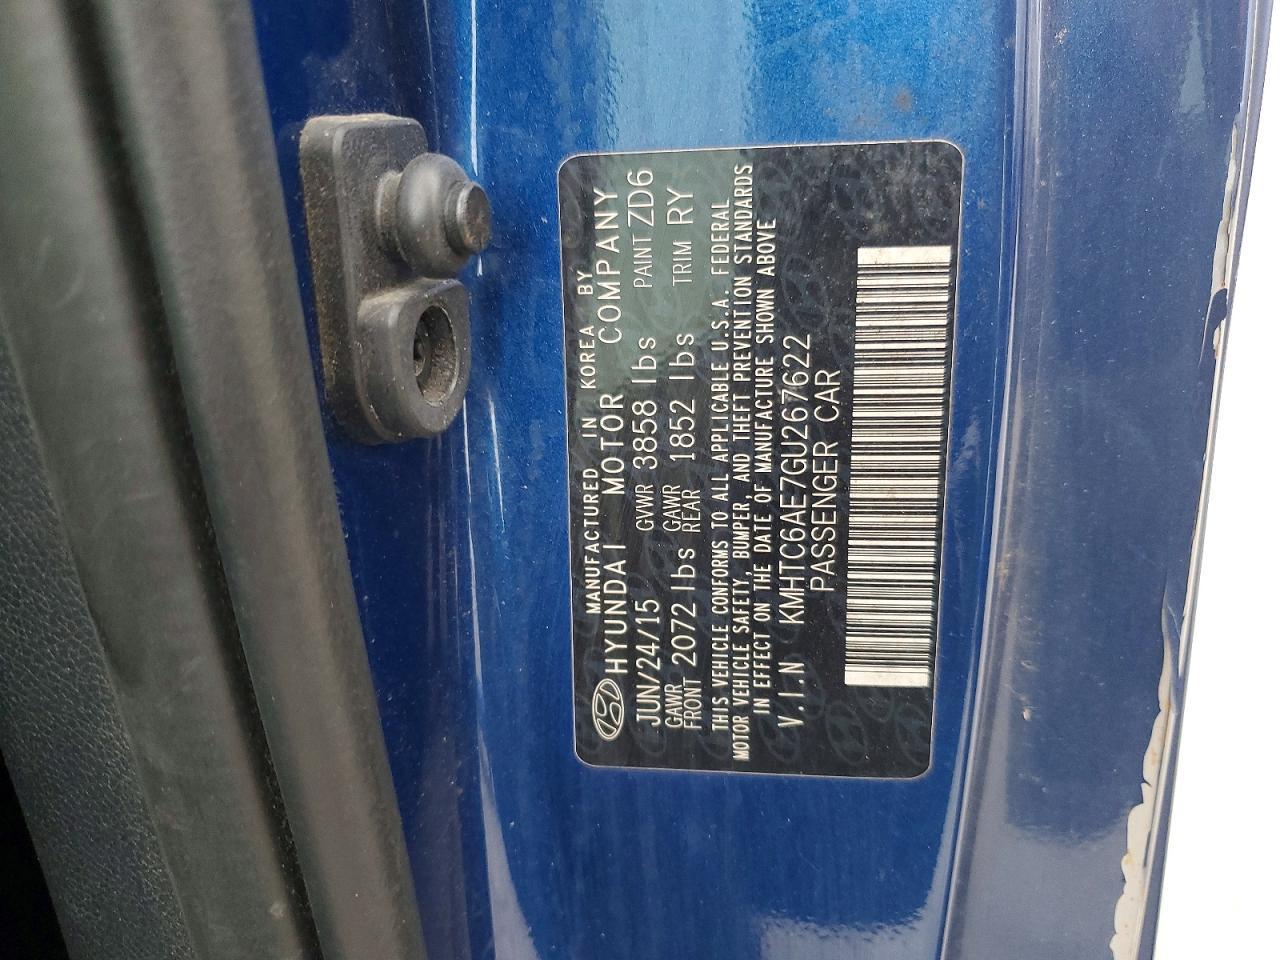 MANUFACTURED IN KOREA BY
HYUNDAI MOTOR COMPANY
JUN/24/15 GVWR 3858 lbs PAINT ZD6
GAWR FRONT 2072 lbs GAWR REAR 1852 lbs TRIM RY
THIS VEHICLE CONFORMS TO ALL APPLICABLE U.S.A. FEDERAL
MOTOR VEHICLE SAFETY, BUMPER, AND THEFT PREVENTION STANDARDS
IN EFFECT ON THE DATE OF MANUFACTURE SHOWN ABOVE
V.I.N KMHTC6AE7GU267622
PASSENGER CAR